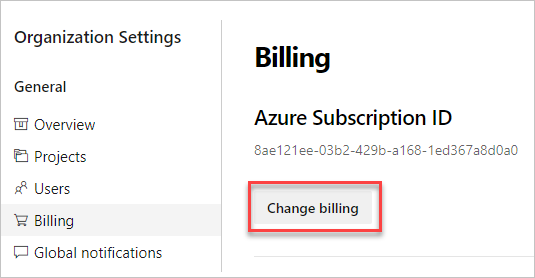 Organization Settings
General
Overview
Projects
Users
Billing
Global notifications
Billing
Azure Subscription ID
8ae121ee-03b2-429b-a168-1ed367a8d0a0
Change billing